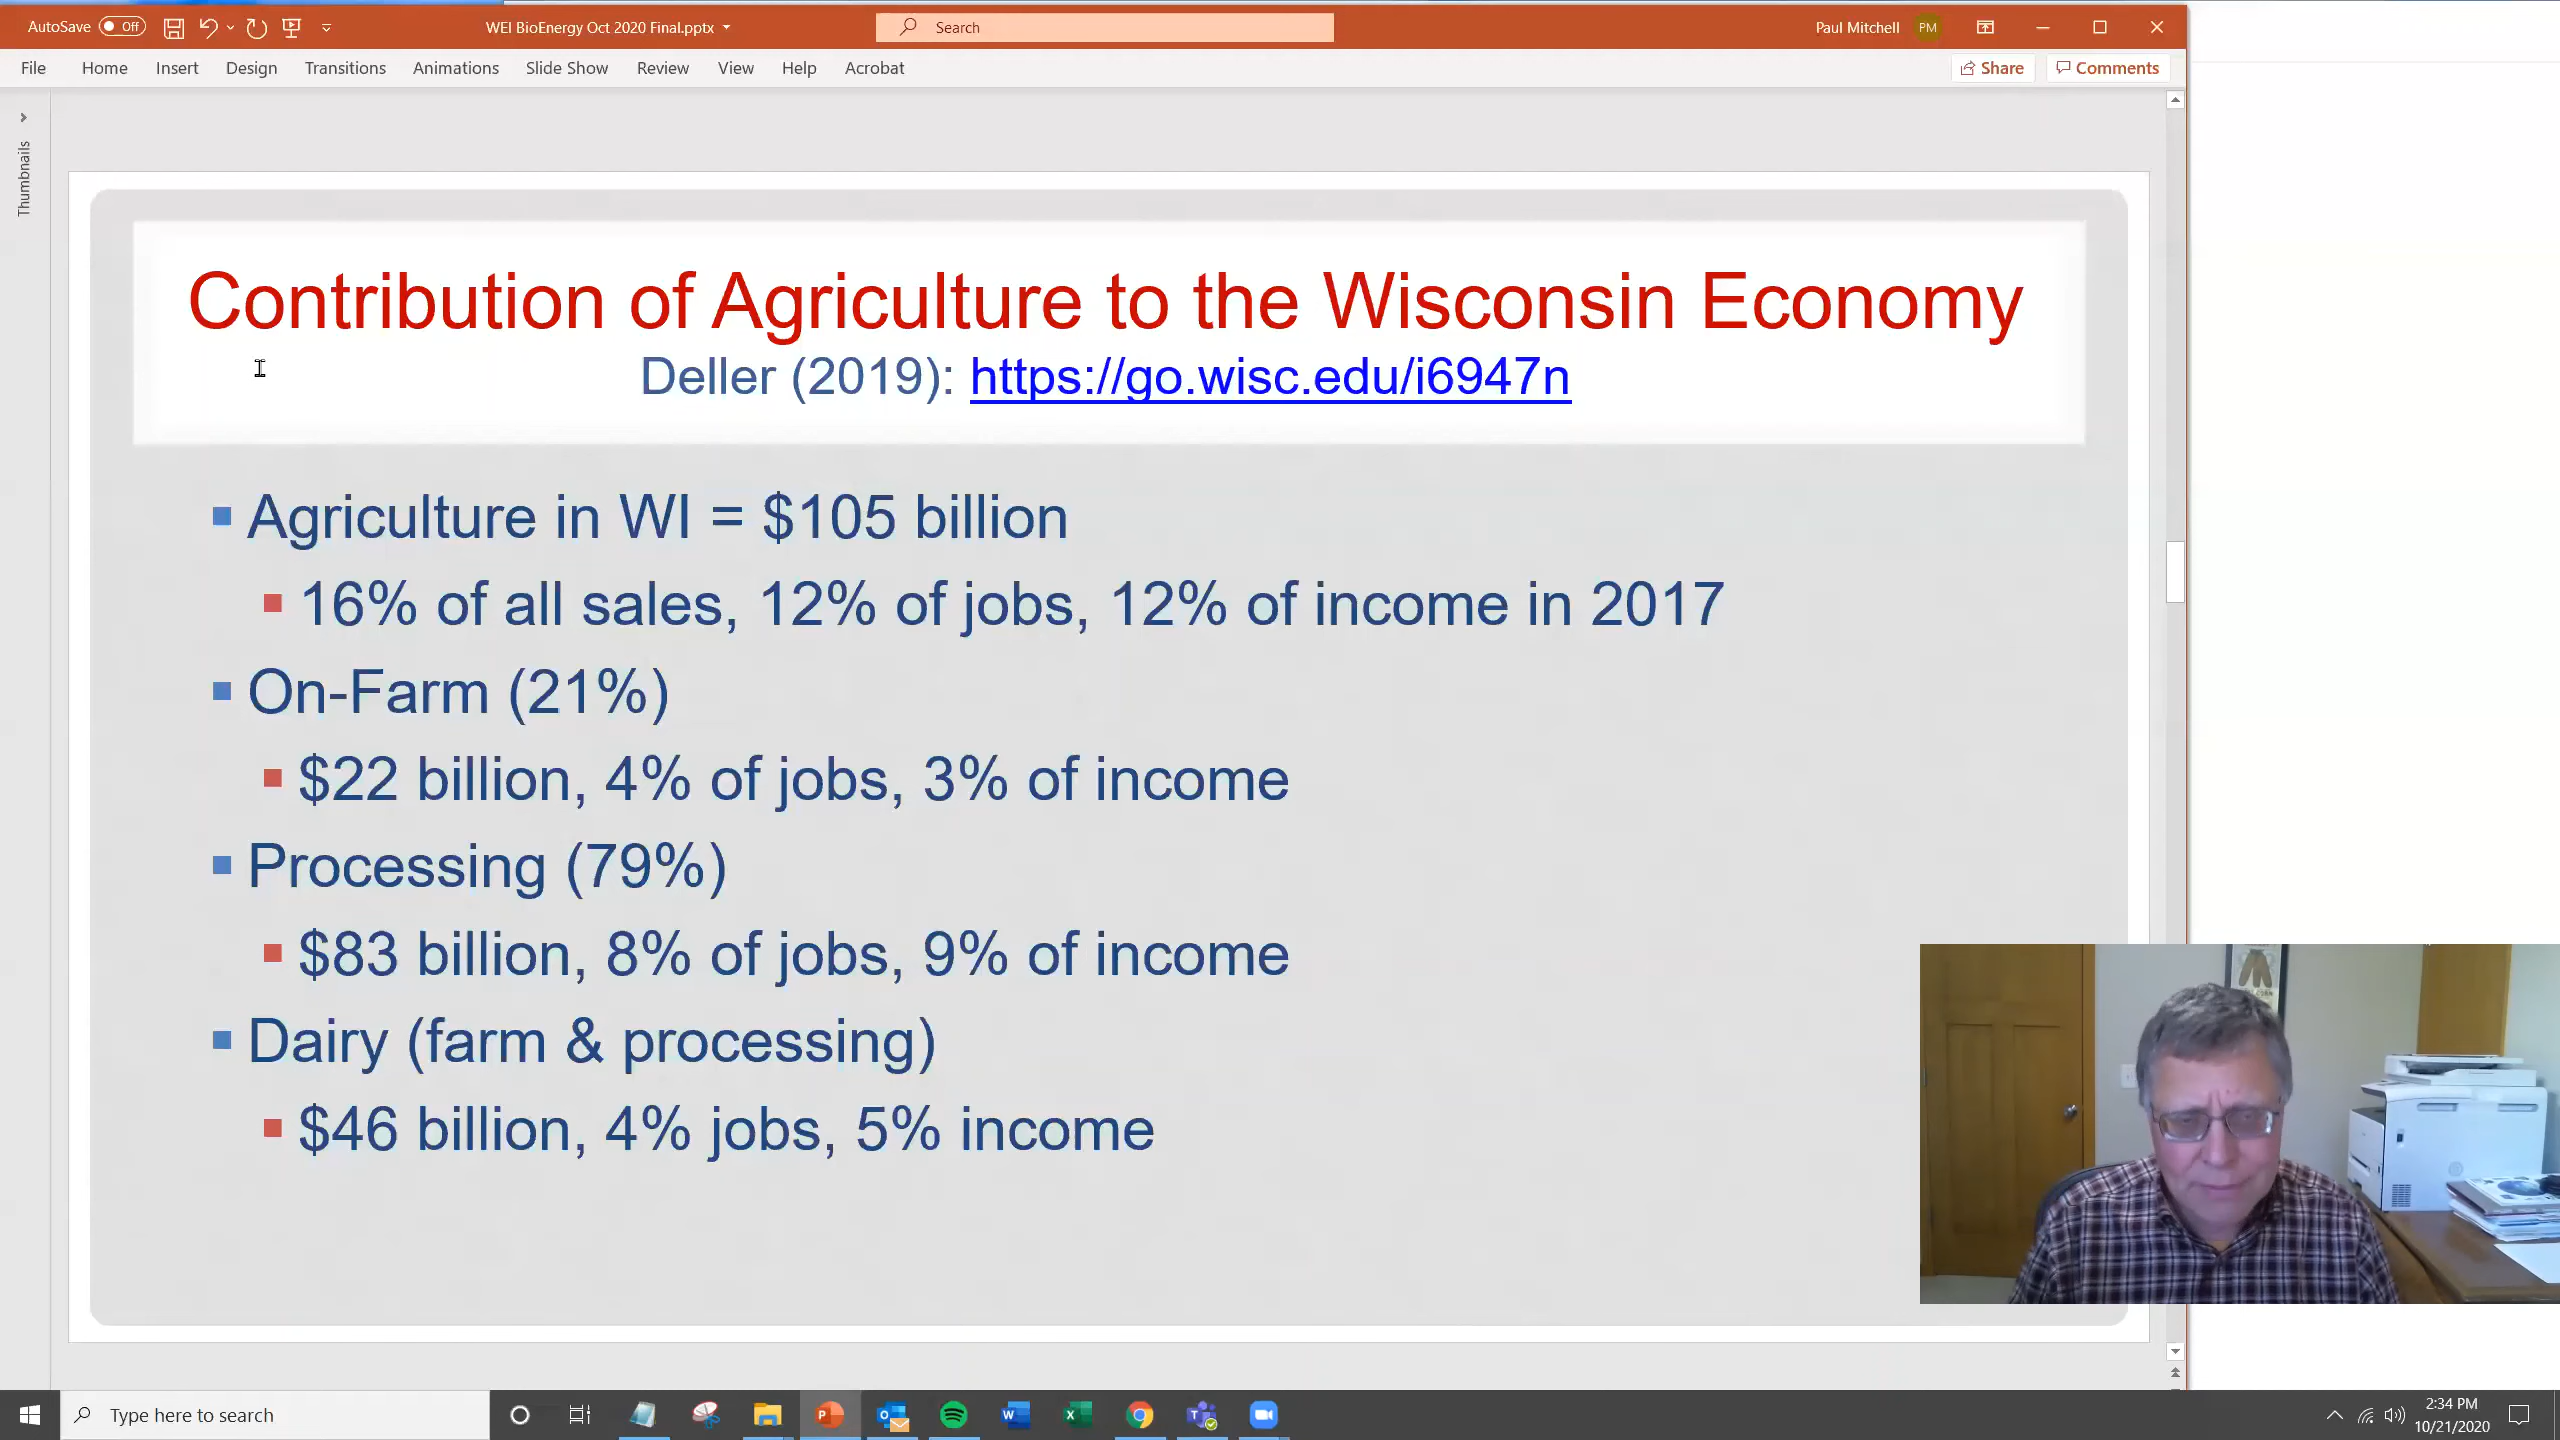 AutoSave Off
WEI BioEnergy Oct 2020 Final.pptx
Search
Paul Mitchell PM
File Home Insert Design Transitions Animations Slide Show Review View Help Acrobat Share Comments
Thumbnails
Contribution of Agriculture to the Wisconsin Economy
Deller (2019): https://go.wisc.edu/i6947n
Agriculture in WI = $105 billion
16% of all sales, 12% of jobs, 12% of income in 2017
On-Farm (21%)
$22 billion, 4% of jobs, 3% of income
Processing (79%)
$83 billion, 8% of jobs, 9% of income
Dairy (farm & processing)
$46 billion, 4% jobs, 5% income
Type here to search
2:34 PM
10/21/2020